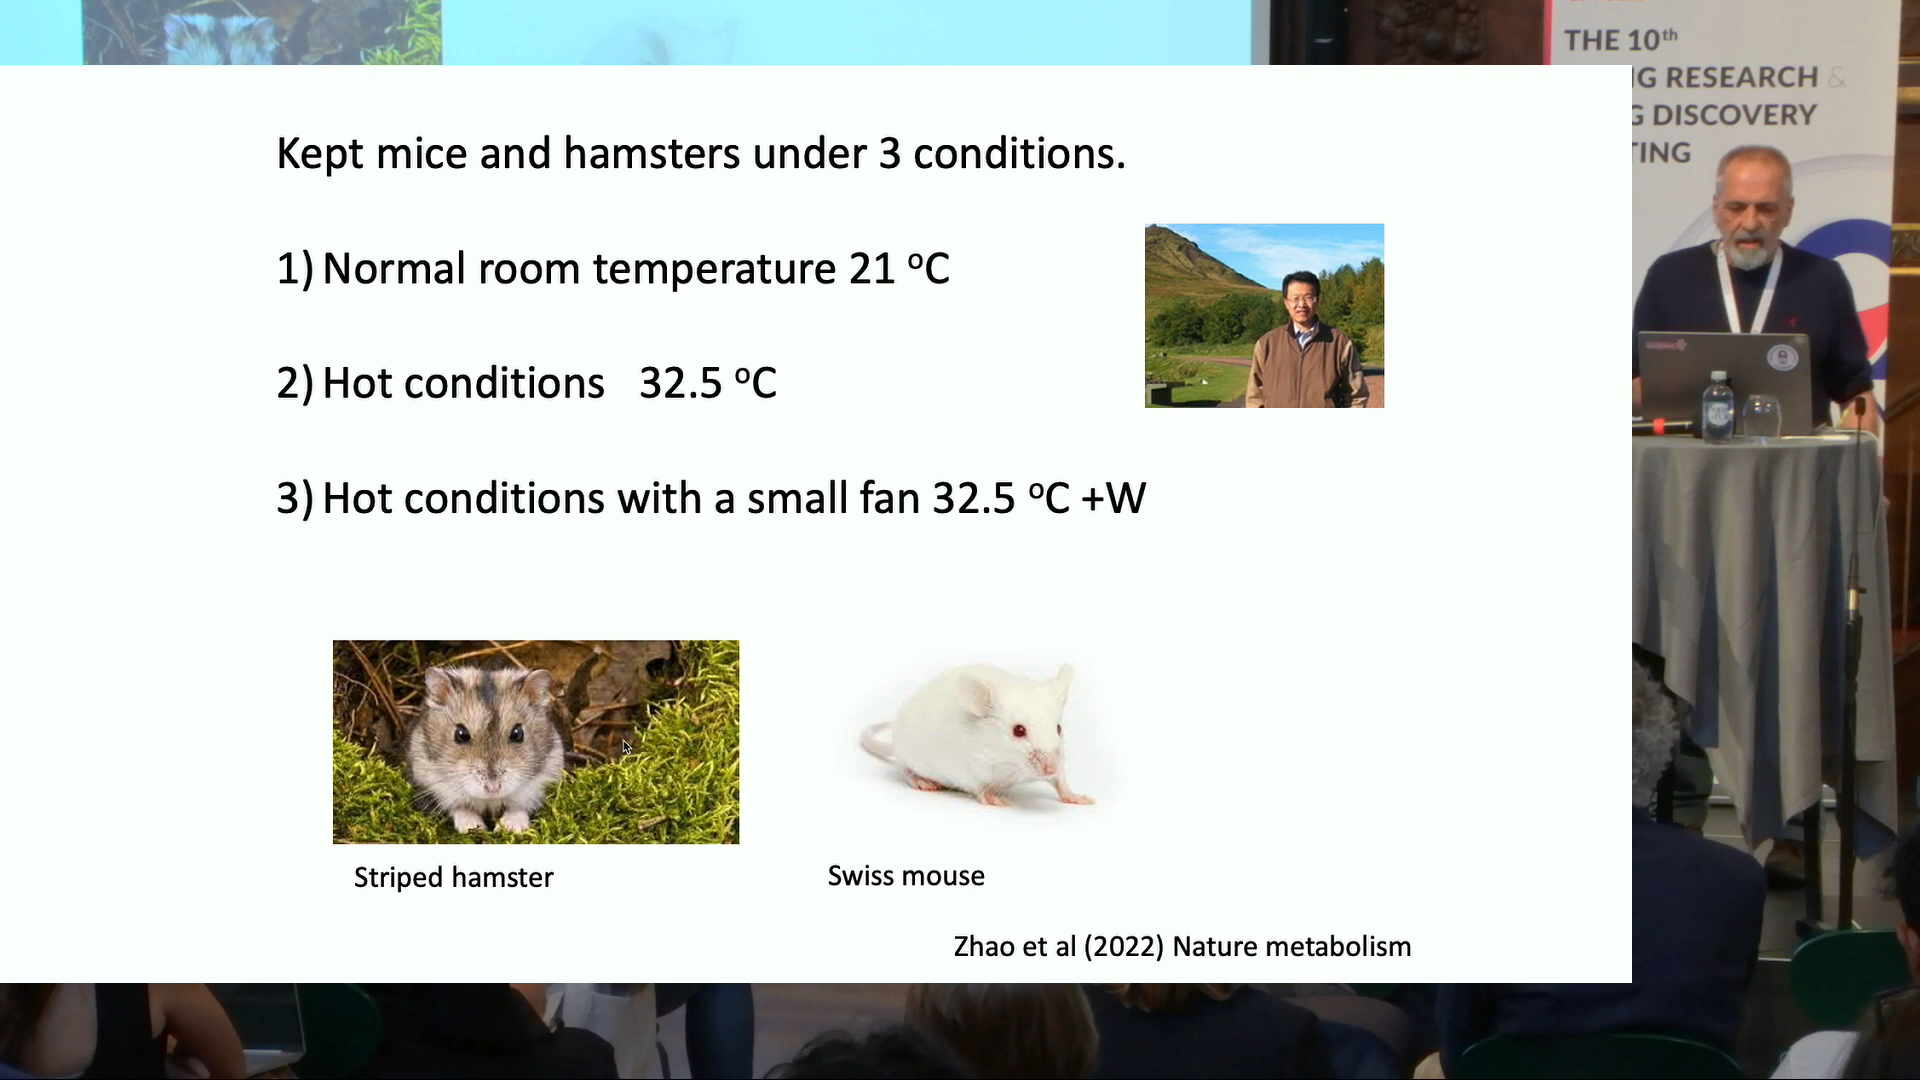 THE 10th
G RESEARCH &
G DISCOVERY
TING
Kept mice and hamsters under 3 conditions.
1) Normal room temperature 21 °C
2) Hot conditions 32.5 °C
3) Hot conditions with a small fan 32.5 °C +W
Striped hamster
Swiss mouse
Zhao et al (2022) Nature metabolism